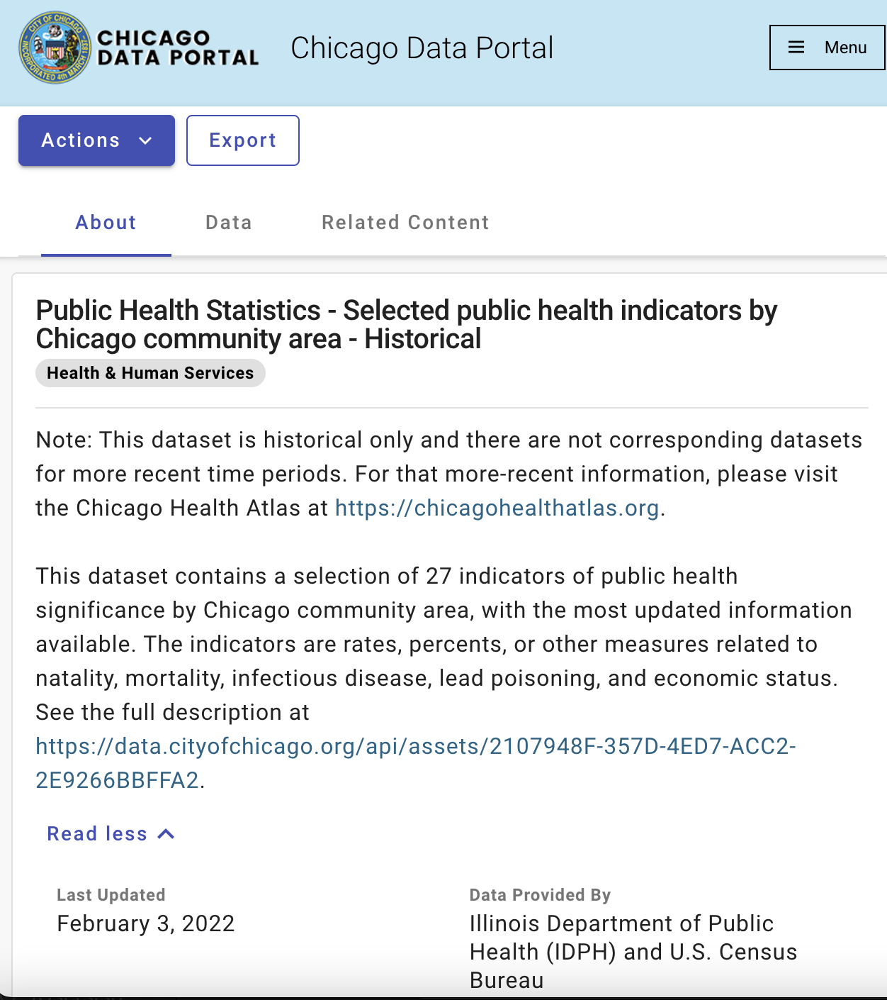 CITY OF CHICAGO
INCORPORATED 4th MARCH 1837
CHICAGO
DATA PORTAL
Chicago Data Portal
Menu
Actions
Export
About
Data
Related Content
Public Health Statistics - Selected public health indicators by
Chicago community area - Historical
Health & Human Services
Note: This dataset is historical only and there are not corresponding datasets
for more recent time periods. For that more-recent information, please visit
the Chicago Health Atlas at https://chicagohealthatlas.org.
This dataset contains a selection of 27 indicators of public health
significance by Chicago community area, with the most updated information
available. The indicators are rates, percents, or other measures related to
natality, mortality, infectious disease, lead poisoning, and economic status.
See the full description at
https://data.cityofchicago.org/api/assets/2107948F-357D-4ED7-ACC2-
2E9266BBFFA2.
Read less
Last Updated
February 3, 2022
Data Provided By
Illinois Department of Public
Health (IDPH) and U.S. Census
Bureau